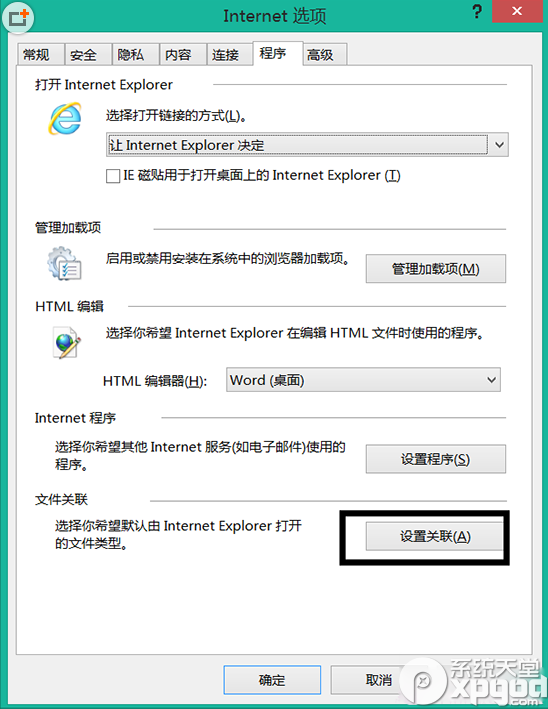 Internet 选项
?
常规
安全
隐私
内容
连接
程序
高级
打开 Internet Explorer
选择打开链接的方式(L)。
让 Internet Explorer 决定
IE 磁贴用于打开桌面上的 Internet Explorer (T)
管理加载项
启用或禁用安装在系统中的浏览器加载项。
管理加载项(M)
HTML 编辑
选择你希望 Internet Explorer 在编辑 HTML 文件时使用的程序。
HTML 编辑器(H):
Word (桌面)
Internet 程序
选择你希望其他 Internet 服务(如电子邮件)使用的
程序。
设置程序(S)
文件关联
选择你希望默认由 Internet Explorer 打开
的文件类型。
设置关联(A)
确定
取消
系统天堂
xpgod
.com